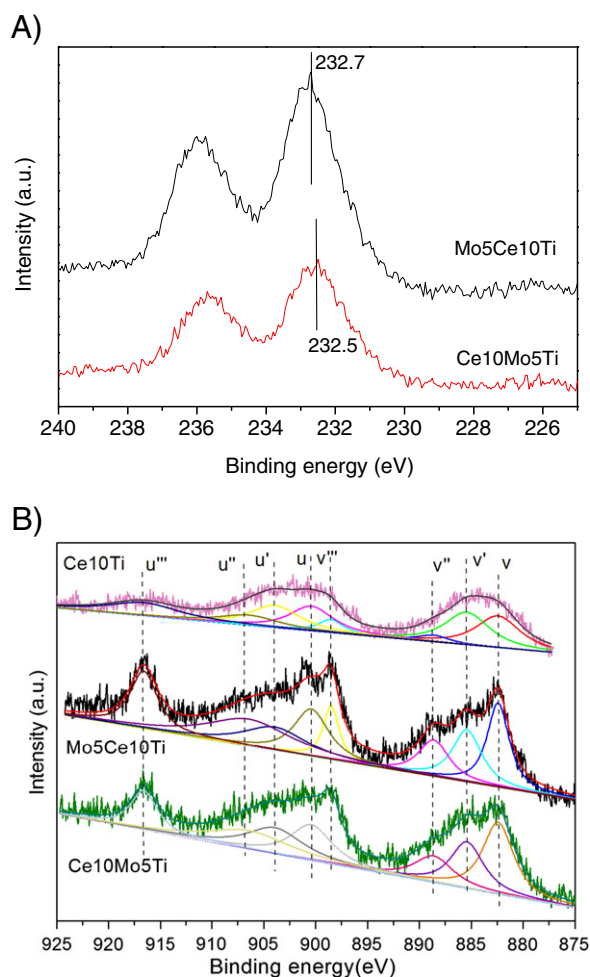 A)
232.7
Mo5Ce10Ti
232.5
Ce10Mo5Ti
Intensity (a.u.)
240 238 236 234 232 230 228 226
Binding energy (eV)
B)
Ce10Ti u''' u'' u' u v''' v'' v' v
Mo5Ce10Ti
Ce10Mo5Ti
Intensity (a.u.)
925 920 915 910 905 900 895 890 885 880 875
Binding energy(eV)